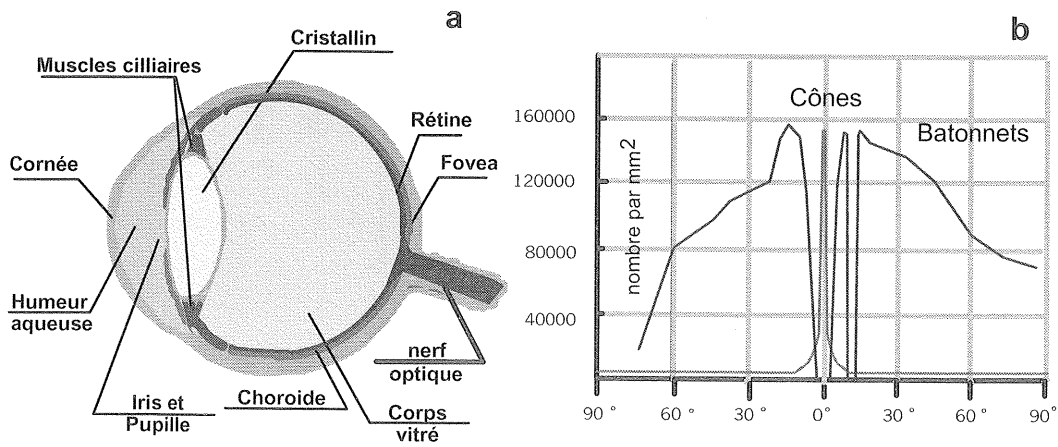 a
Cristallin
Muscles cilliaires
Rétine
Cornée
Fovea
Humeur
aqueuse
nerf
optique
Iris et
Pupille
Choroide
Corps
vitré
b
Cônes
Batonnets
nombre par mm2
160000
120000
80000
40000
90 ° 60 ° 30 ° 0° 30 ° 60 ° 90 °